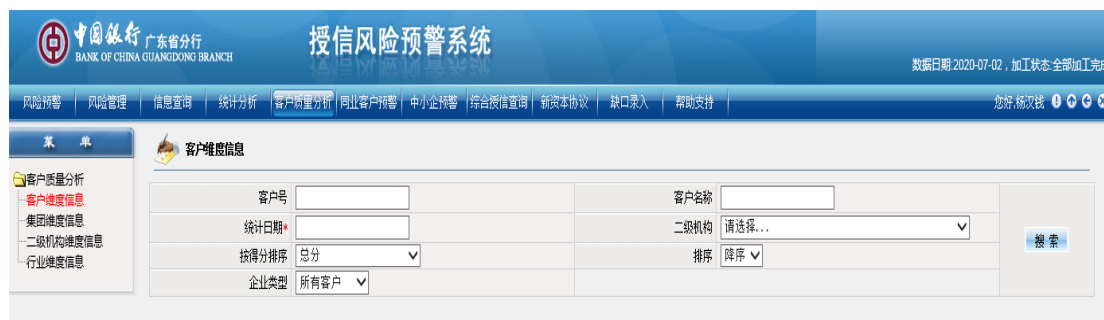 中国银行 广东省分行
BANK OF CHINA GUANGDONG BRANCH
授信风险预警系统
数据日期:2020-07-02，加工状态:全部加工完成
风险预警 风险管理 信息查询 统计分析 客户质量分析 同业客户预警 中小企预警 综合授信查询 新资本协议 缺口录入 帮助支持 您好,杨汉钱
菜 单
客户维度信息
客户质量分析
客户维度信息
集团维度信息
二级机构维度信息
行业维度信息
客户号 客户名称
统计日期* 二级机构 请选择...
搜 索
按得分排序 总分 排序 降序
企业类型 所有客户